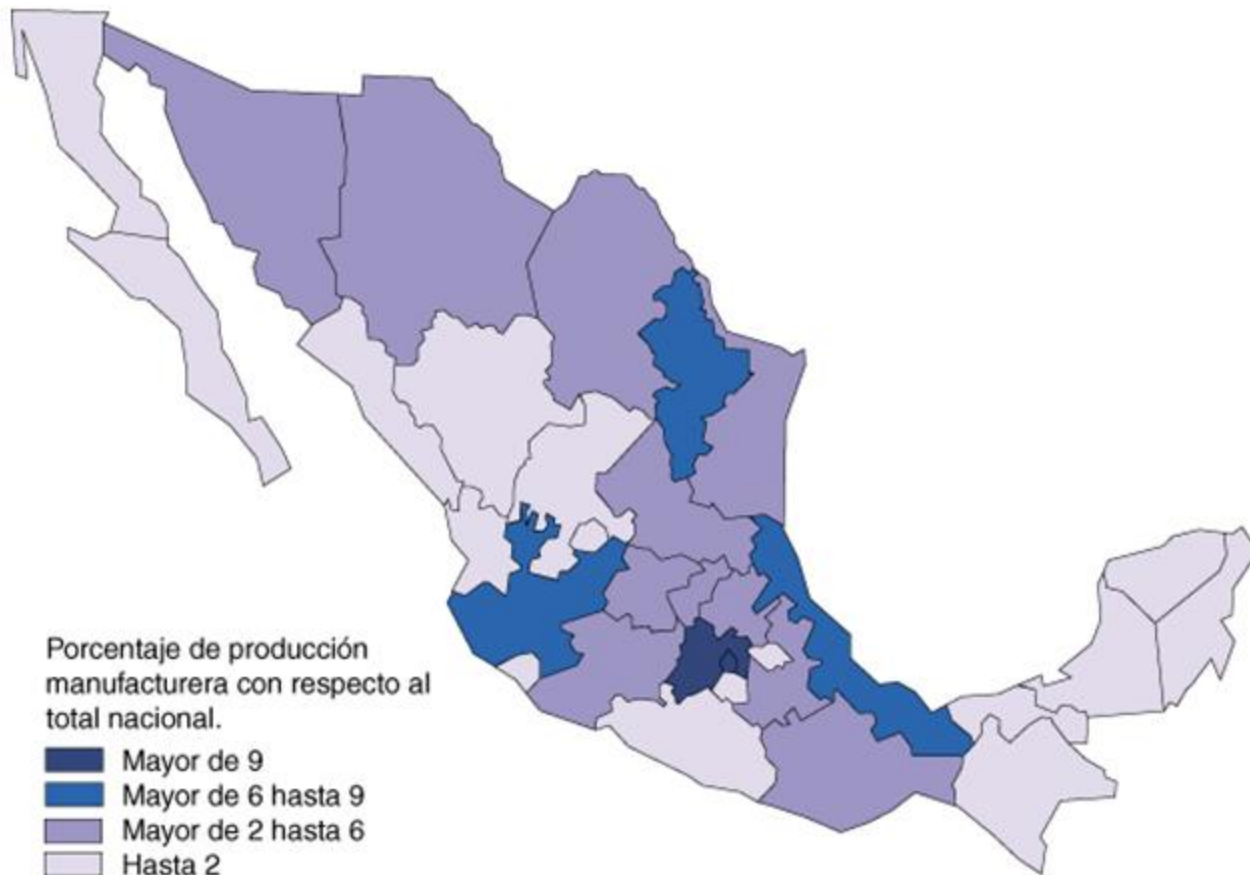 Porcentaje de producción
manufacturera con respecto al
total nacional.
Mayor de 9
Mayor de 6 hasta 9
Mayor de 2 hasta 6
Hasta 2